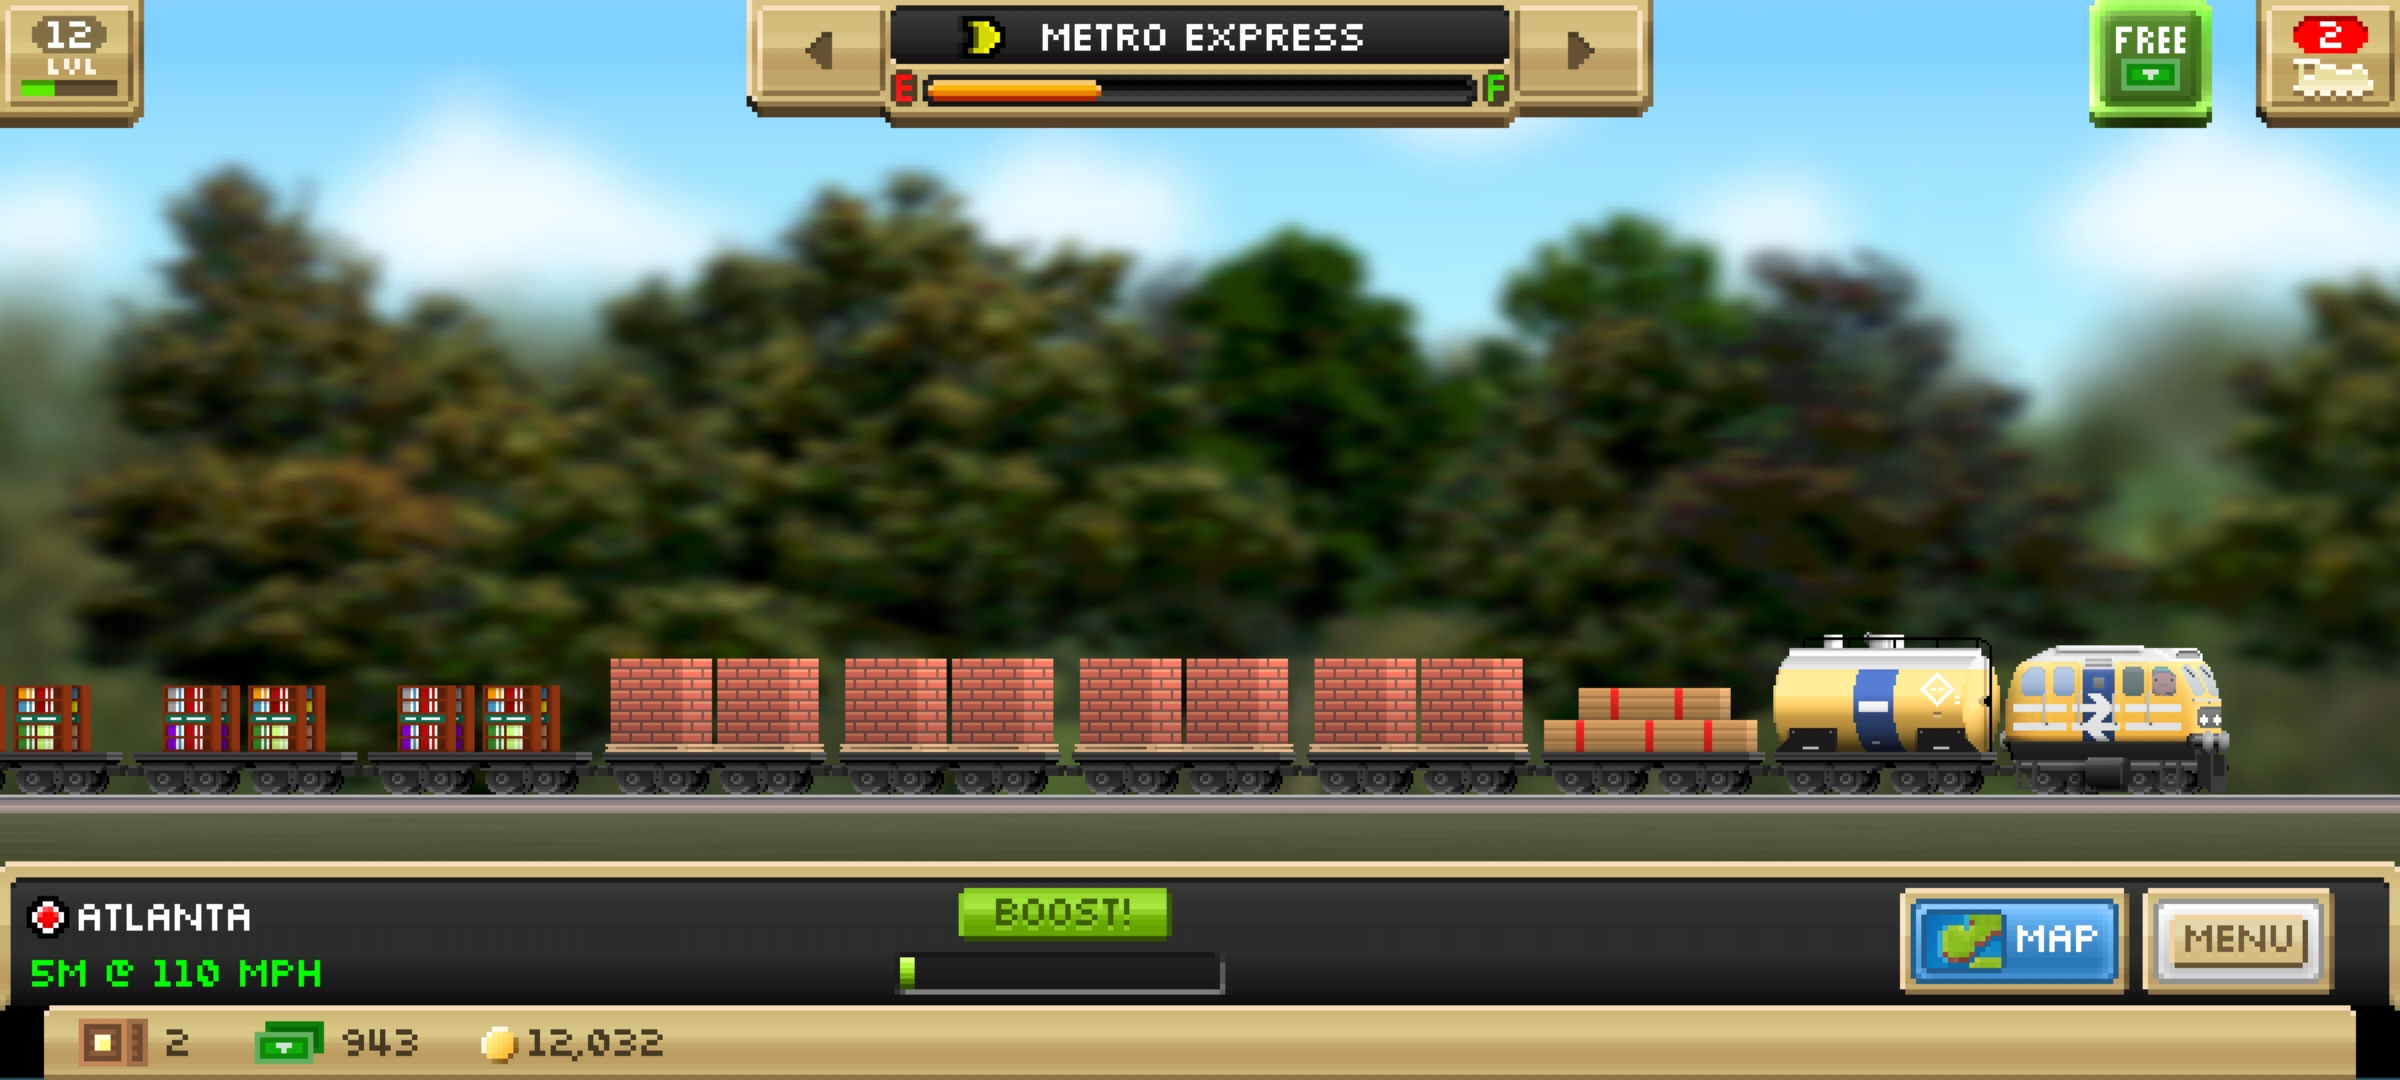 12
LVL
METRO EXPRESS
E F
FREE
2
ATLANTA
5M @ 110 MPH
BOOST!
MAP
MENU
2 943 12,032